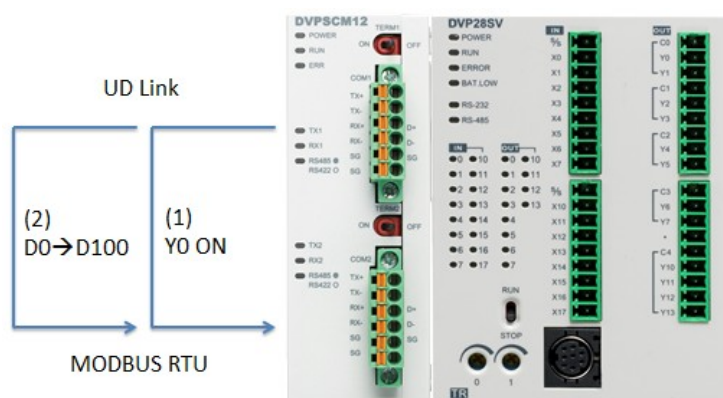 UD Link
(2)
D0→D100
(1)
Y0 ON
MODBUS RTU
DVPSCM12
POWER
RUN
ERR
TERM1
ON
OFF
COM1
TX+
TX-
RX+
RX-
SG
SG
D+
D-
SG
TX1
RX1
RS485
RS422
TERM2
ON
OFF
COM2
TX+
TX-
RX+
RX-
SG
SG
D+
D-
SG
TX2
RX2
RS485
RS422
DVP28SV
POWER
RUN
ERROR
BAT.LOW
RS-232
RS-485
IN
OUT
0 10 0 10
1 11 1 11
2 12 2 12
3 13 3 13
4 14 4
5 15 5
6 16 6
7 17 7
RUN
STOP
0 1
TR
IN
S/S
X0
X1
X2
X3
X4
X5
X6
X7
S/S
X10
X11
X12
X13
X14
X15
X16
X17
OUT
C0
Y0
Y1
C1
Y2
Y3
C2
Y4
Y5
C3
Y6
Y7
C4
Y10
Y11
Y12
Y13